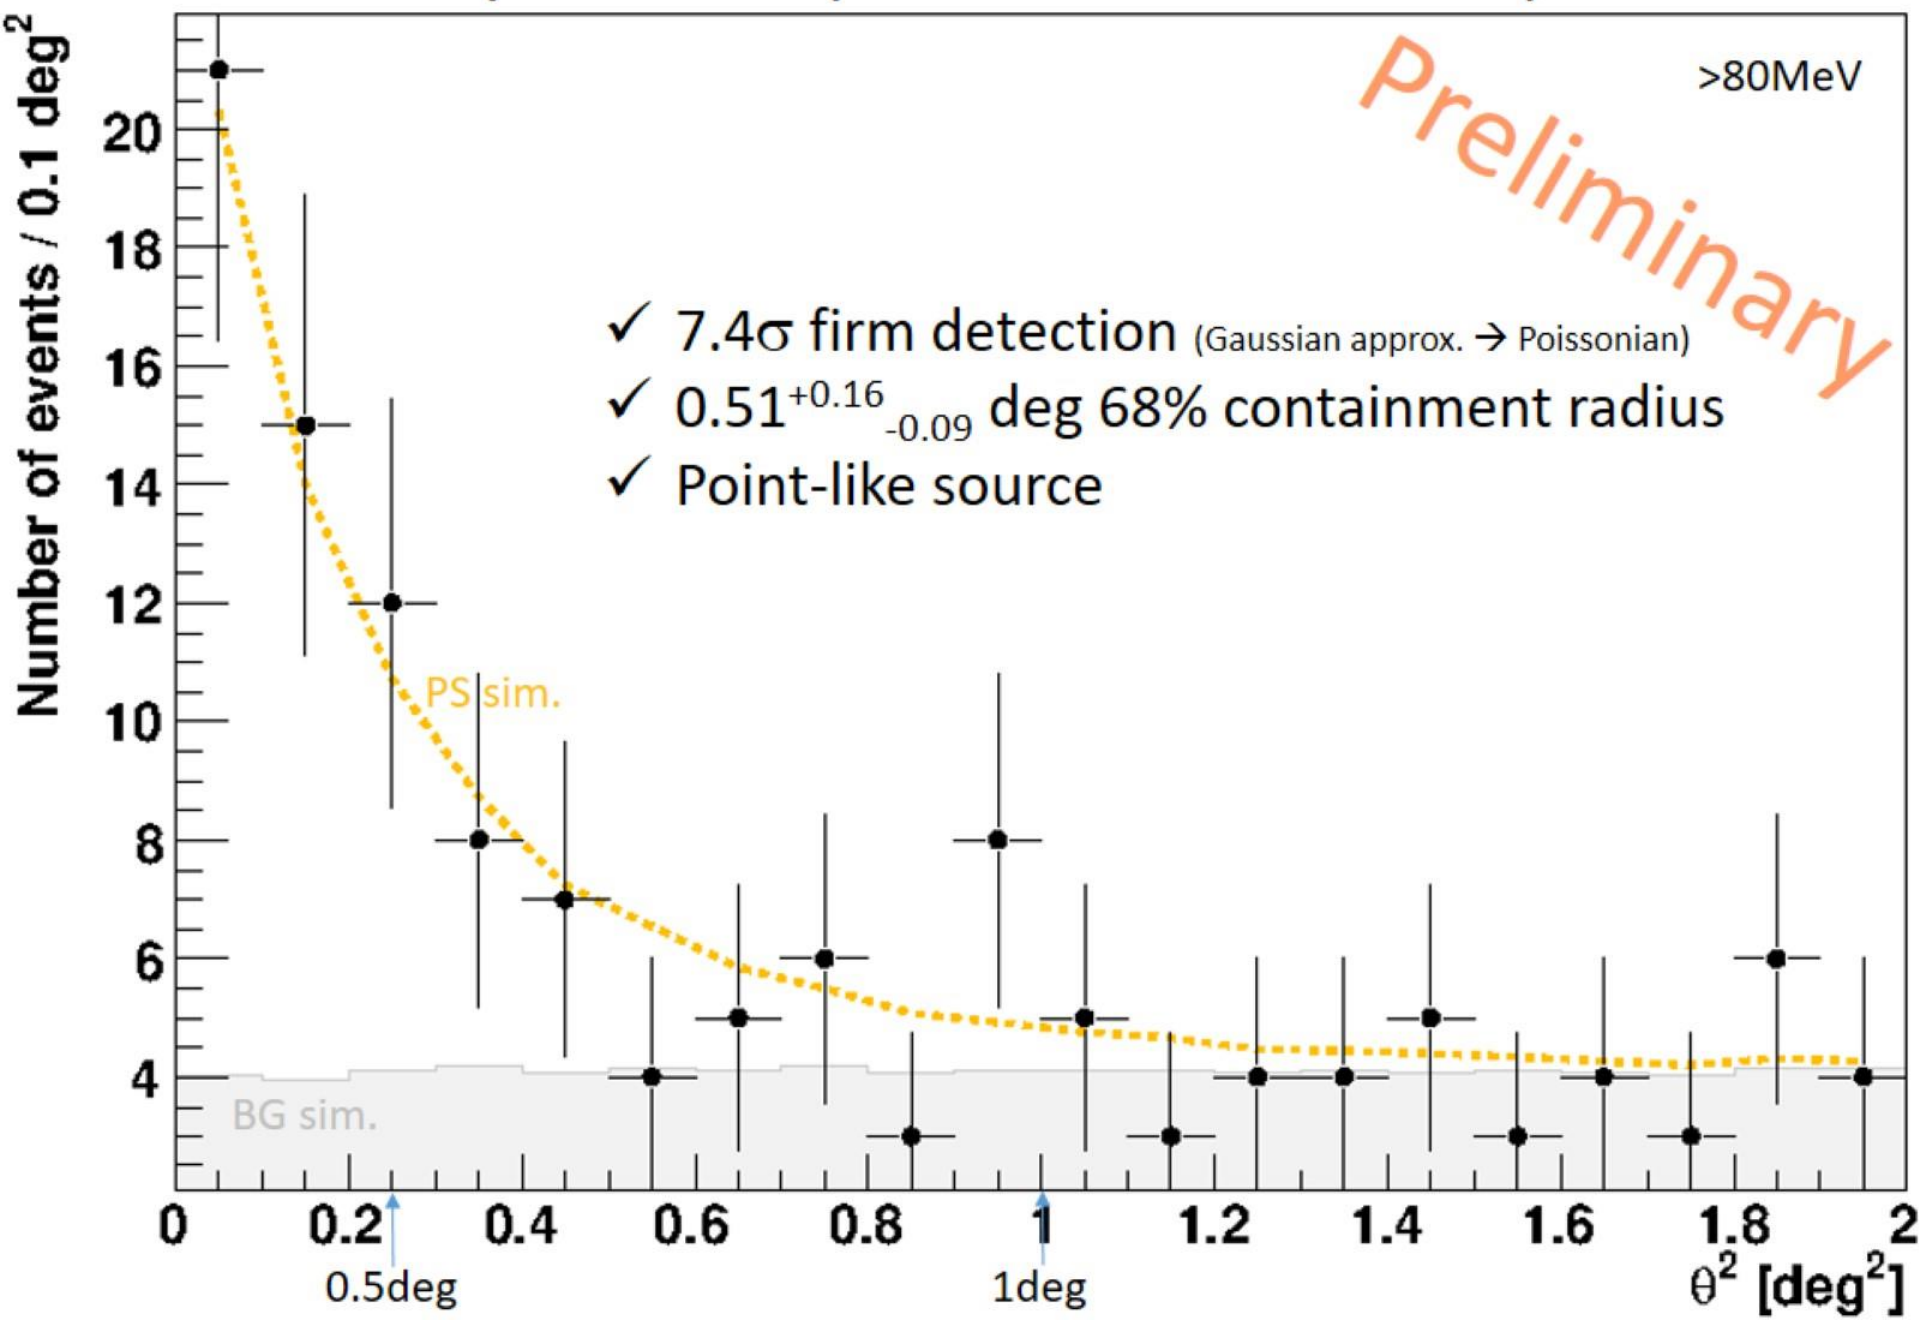 Number of events / 0.1 deg²
>80MeV
Preliminary
20
18
16
14
12
10
8
6
4
✓ 7.4σ firm detection (Gaussian approx. → Poissonian)
✓ 0.51⁺⁰·¹⁶₋₀.₀₉ deg 68% containment radius
✓ Point-like source
PS sim.
BG sim.
0 0.2 0.4 0.6 0.8 1 1.2 1.4 1.6 1.8 2
0.5deg 1deg θ² [deg²]